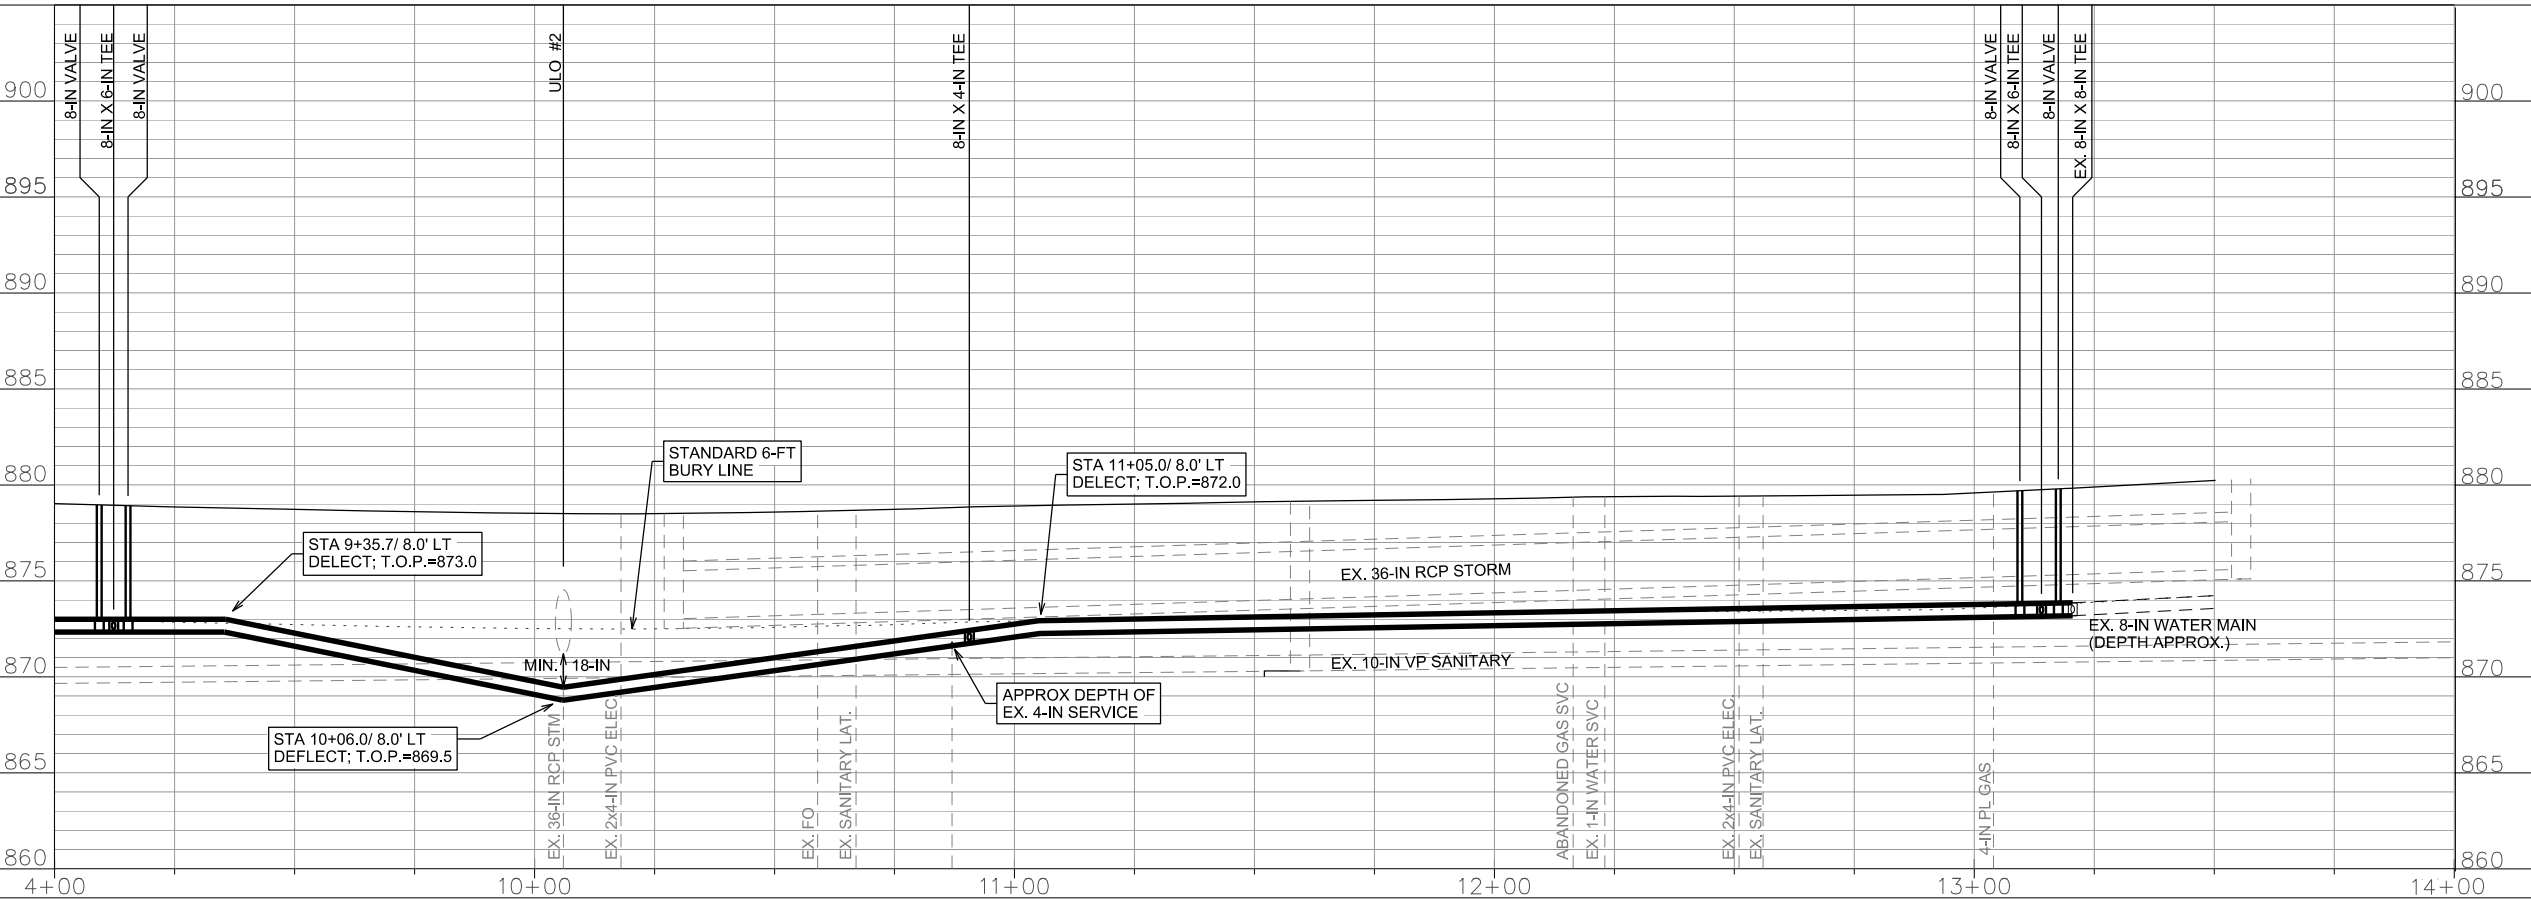 8-IN VALVE
8-IN X 6-IN TEE
8-IN VALVE
ULO #2
8-IN X 4-IN TEE
8-IN VALVE
8-IN X 6-IN TEE
8-IN VALVE
EX. 8-IN X 8-IN TEE
900
900
895
895
890
890
885
885
880
880
875
875
870
870
865
865
860
860
STANDARD 6-FT
BURY LINE
STA 11+05.0/ 8.0' LT
DELECT; T.O.P.=872.0
STA 9+35.7/ 8.0' LT
DELECT; T.O.P.=873.0
EX. 36-IN RCP STORM
EX. 8-IN WATER MAIN
(DEPTH APPROX.)
MIN. 18-IN
EX. 10-IN VP SANITARY
APPROX DEPTH OF
EX. 4-IN SERVICE
STA 10+06.0/ 8.0' LT
DEFLECT; T.O.P.=869.5
EX. 36-IN RCP STM
EX. 2x4-IN PVC ELEC.
EX. FO
EX. SANITARY LAT.
ABANDONED GAS SVC
EX. 1-IN WATER SVC
EX. 2x4-IN PVC ELEC.
EX. SANITARY LAT.
4-IN PL GAS
4+00
10+00
11+00
12+00
13+00
14+00